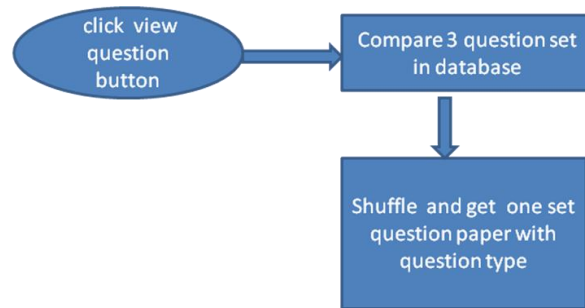 click view
question
button
Compare 3 question set
in database
Shuffle and get one set
question paper with
question type